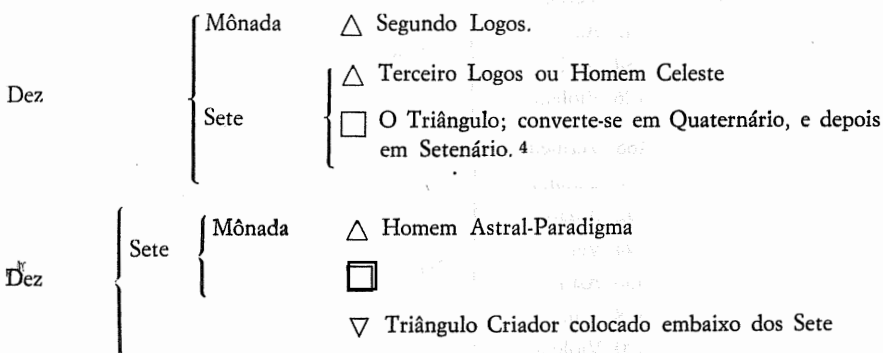 Mônada △ Segundo Logos.
△ Terceiro Logos ou Homem Celeste
Dez
Sete
□ O Triângulo; converte-se em Quaternário, e depois
em Setenário. 4
Mônada △ Homem Astral-Paradigma
Sete
Dez
▽ Triângulo Criador colocado embaixo dos Sete